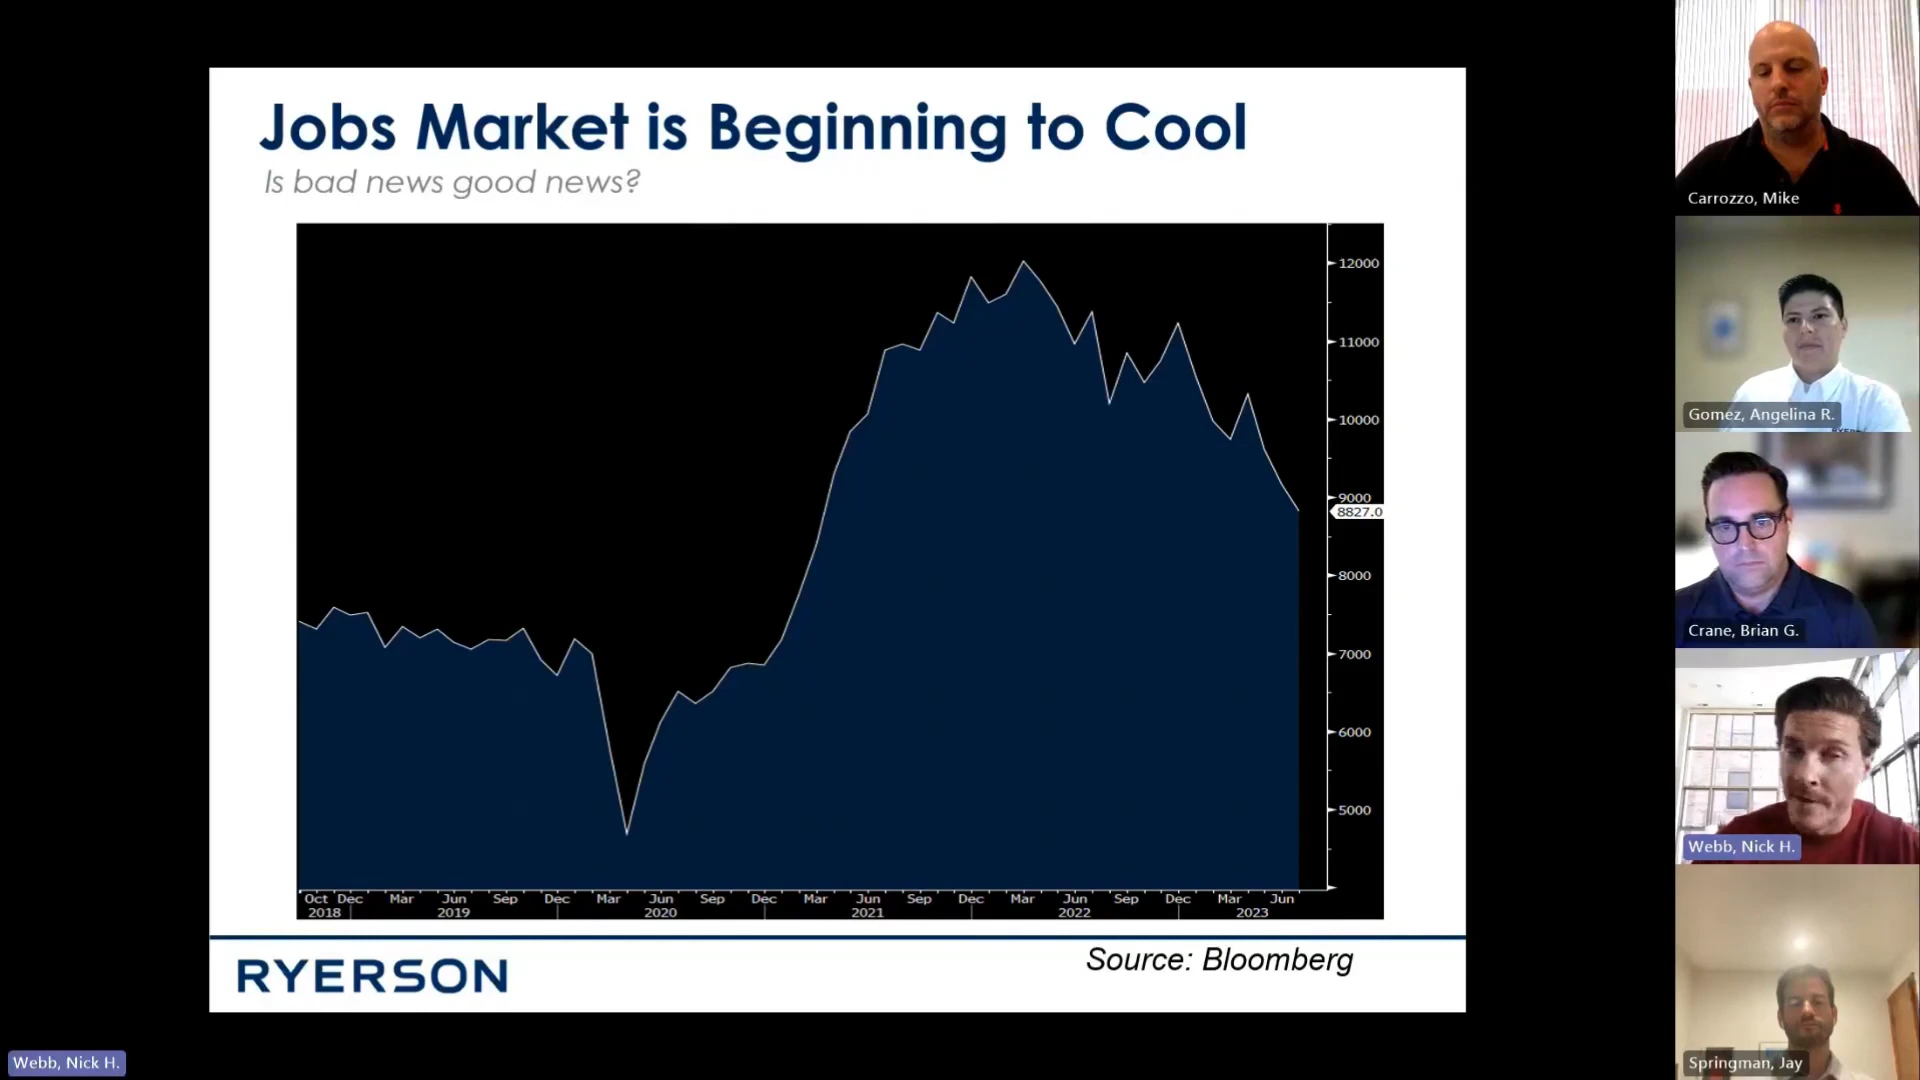 Jobs Market is Beginning to Cool
Is bad news good news?
12000
11000
10000
9000
8827.0
8000
7000
6000
5000
Oct Dec Mar Jun Sep Dec Mar Jun Sep Dec Mar Jun Sep Dec Mar Jun Sep Dec Mar Jun
2018 2019 2020 2021 2022 2023
RYERSON
Source: Bloomberg
Webb, Nick H.
Carrozzo, Mike
Gomez, Angelina R.
Crane, Brian G.
Webb, Nick H.
Springman, Jay